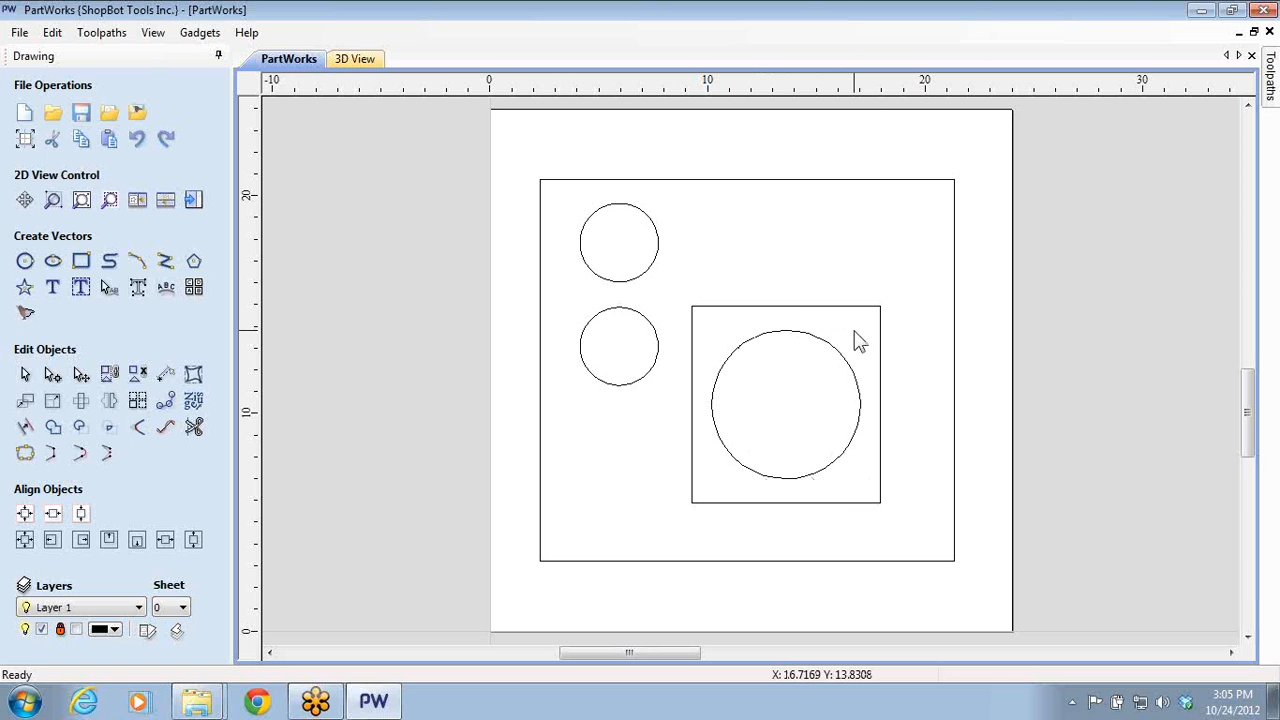 PW PartWorks {ShopBot Tools Inc.} - [PartWorks]
File Edit Toolpaths View Gadgets Help
Drawing
PartWorks 3D View
Toolpaths
-10 0 10 20 30
File Operations
2D View Control
20
Create Vectors
T T
Edit Objects
10
Align Objects
Layers Sheet
Layer 1 0
0
Ready X: 16.7169 Y: 13.8308
PW
3:05 PM
10/24/2012